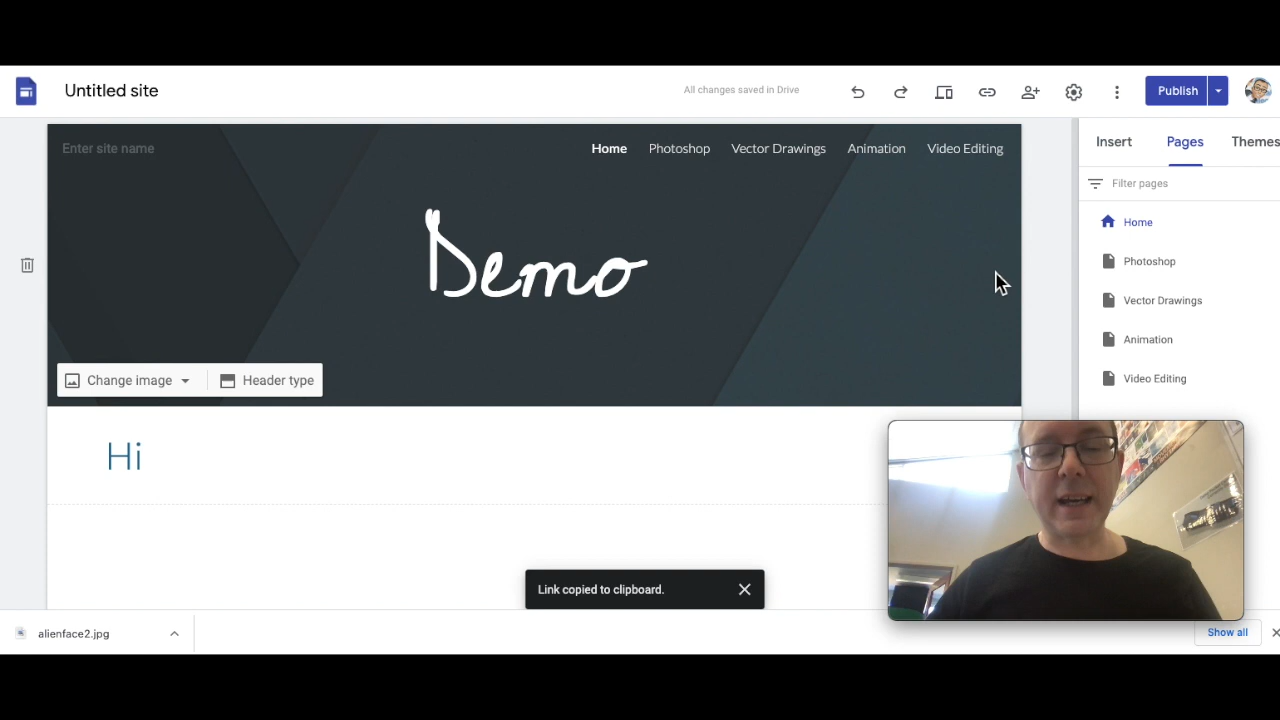 Untitled site
All changes saved in Drive
Publish
Enter site name
Home Photoshop Vector Drawings Animation Video Editing
Insert Pages Themes
Filter pages
Home
Photoshop
Vector Drawings
Animation
Video Editing
Demo
Change image Header type
Hi
Link copied to clipboard.
alienface2.jpg
Show all